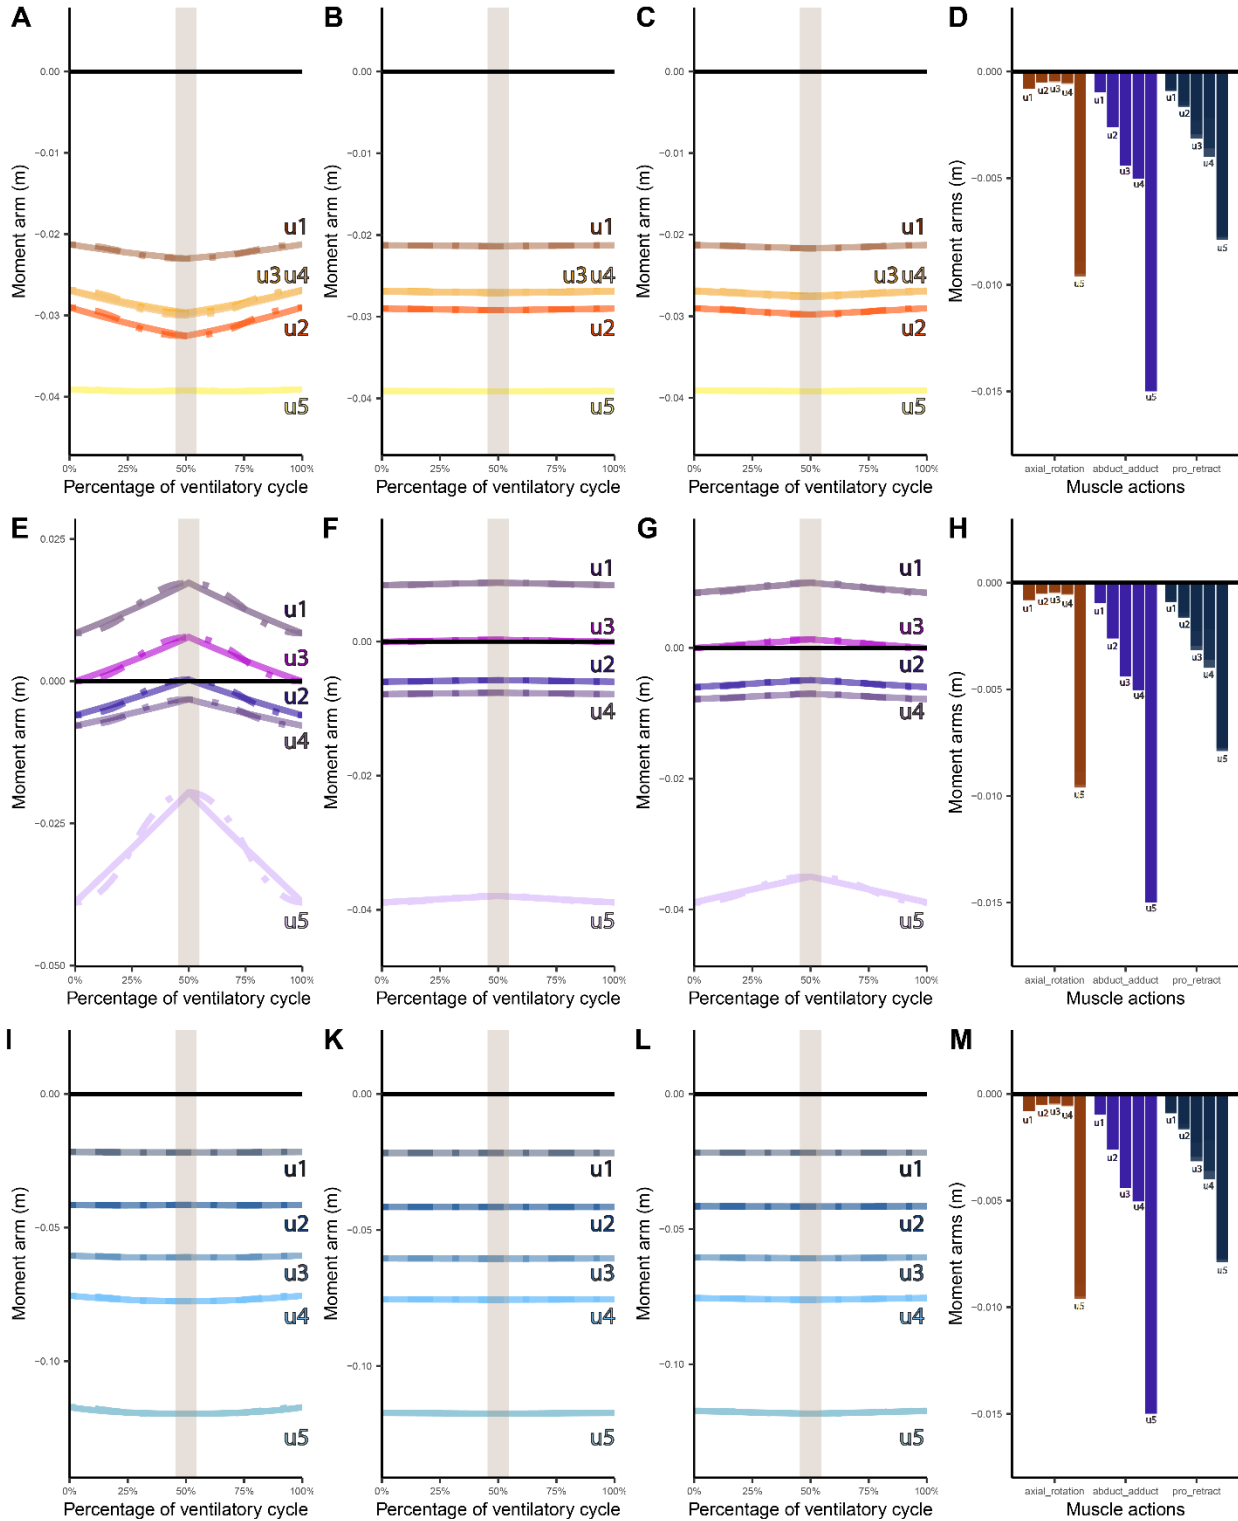 A
Moment arm (m)
0.00
−0.01
−0.02
−0.03
−0.04
u1
u3 u4
u2
u5
0% 25% 50% 75% 100%
Percentage of ventilatory cycle
B
Moment arm (m)
0.00
−0.01
−0.02
−0.03
−0.04
u1
u3 u4
u2
u5
0% 25% 50% 75% 100%
Percentage of ventilatory cycle
C
Moment arm (m)
0.00
−0.01
−0.02
−0.03
−0.04
u1
u3 u4
u2
u5
0% 25% 50% 75% 100%
Percentage of ventilatory cycle
D
Moment arms (m)
0.000
−0.005
−0.010
−0.015
u1 u2 u3 u4 u5
u1 u2 u3 u4 u5
u1 u2 u3 u4 u5
axial_rotation abduct_adduct pro_retract
Muscle actions
E
Moment arm (m)
0.025
0.000
−0.025
−0.050
u1
u3
u2
u4
u5
0% 25% 50% 75% 100%
Percentage of ventilatory cycle
F
Moment arm (m)
0.00
−0.02
−0.04
u1
u3
u2
u4
u5
0% 25% 50% 75% 100%
Percentage of ventilatory cycle
G
Moment arm (m)
0.00
−0.02
−0.04
u1
u3
u2
u4
u5
0% 25% 50% 75% 100%
Percentage of ventilatory cycle
H
Moment arms (m)
0.000
−0.005
−0.010
−0.015
u1 u2 u3 u4 u5
u1 u2 u3 u4 u5
u1 u2 u3 u4 u5
axial_rotation abduct_adduct pro_retract
Muscle actions
I
Moment arm (m)
0.00
−0.05
−0.10
u1
u2
u3
u4
u5
0% 25% 50% 75% 100%
Percentage of ventilatory cycle
K
Moment arm (m)
0.00
−0.05
−0.10
u1
u2
u3
u4
u5
0% 25% 50% 75% 100%
Percentage of ventilatory cycle
L
Moment arm (m)
0.00
−0.05
−0.10
u1
u2
u3
u4
u5
0% 25% 50% 75% 100%
Percentage of ventilatory cycle
M
Moment arms (m)
0.000
−0.005
−0.010
−0.015
u1 u2 u3 u4 u5
u1 u2 u3 u4 u5
u1 u2 u3 u4 u5
axial_rotation abduct_adduct pro_retract
Muscle actions